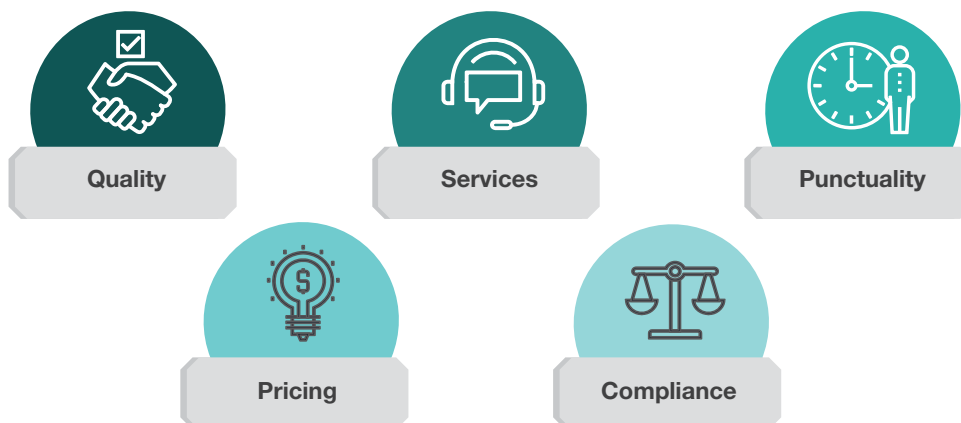 Quality
Services
Punctuality
$
Pricing
Compliance